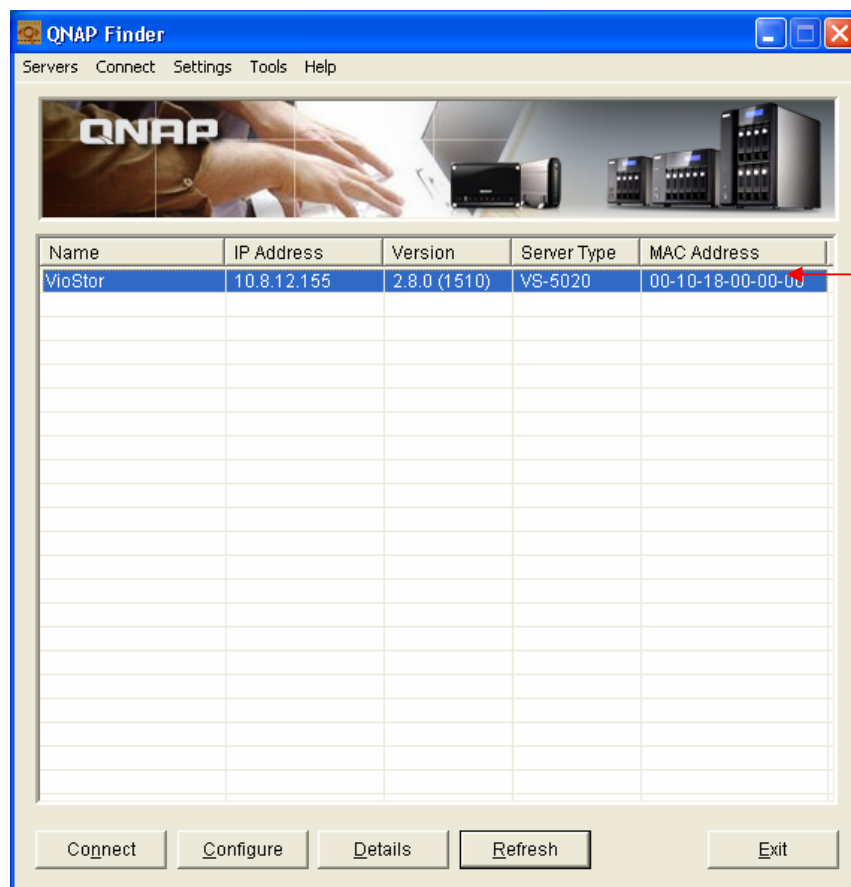 QNAP Finder
Servers Connect Settings Tools Help
QNAP
Name IP Address Version Server Type MAC Address
VioStor 10.8.12.155 2.8.0 (1510) VS-5020 00-10-18-00-00-00
Connect Configure Details Refresh Exit